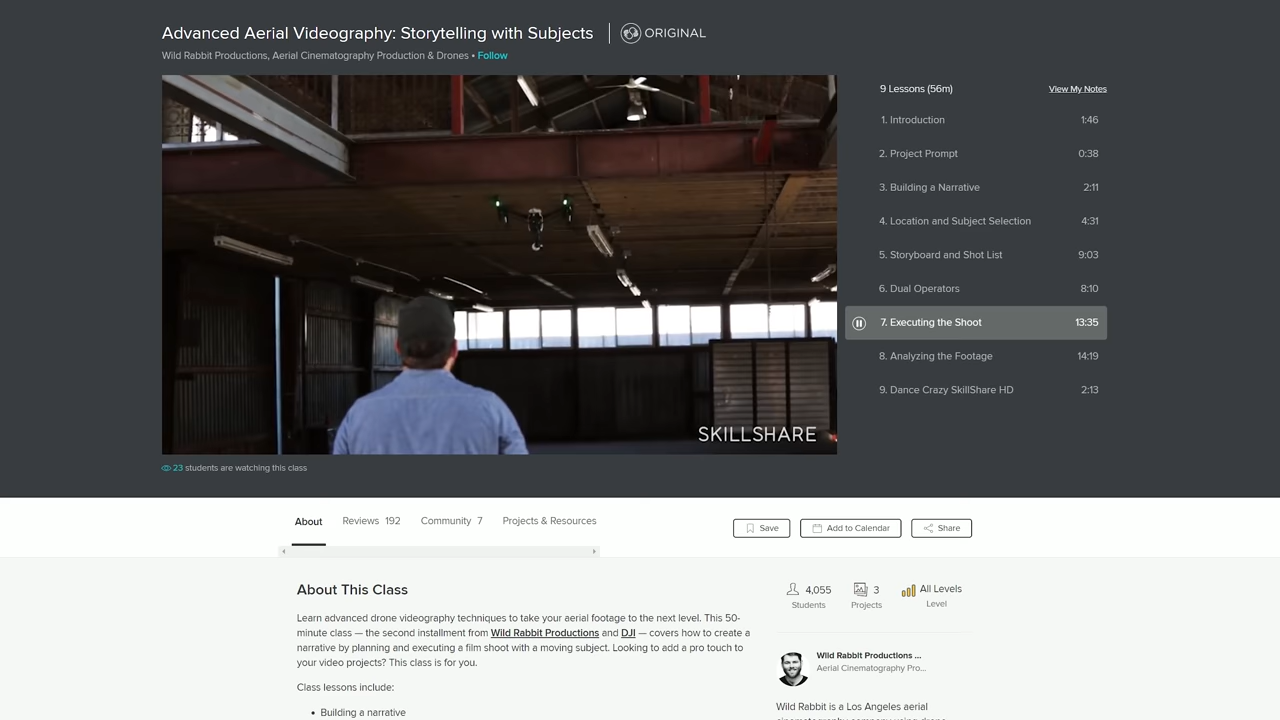 Advanced Aerial Videography: Storytelling with Subjects
ORIGINAL
Wild Rabbit Productions, Aerial Cinematography Production & Drones • Follow
SKILLSHARE
23 students are watching this class
9 Lessons (56m)
View My Notes
1. Introduction 1:46
2. Project Prompt 0:38
3. Building a Narrative 2:11
4. Location and Subject Selection 4:31
5. Storyboard and Shot List 9:03
6. Dual Operators 8:10
7. Executing the Shoot 13:35
8. Analyzing the Footage 14:19
9. Dance Crazy SkillShare HD 2:13
About Reviews 192 Community 7 Projects & Resources
Save Add to Calendar Share
About This Class
Learn advanced drone videography techniques to take your aerial footage to the next level. This 50-
minute class — the second installment from Wild Rabbit Productions and DJI — covers how to create a
narrative by planning and executing a film shoot with a moving subject. Looking to add a pro touch to
your video projects? This class is for you.
Class lessons include:
• Building a narrative
4,055 3 All Levels
Students Projects Level
Wild Rabbit Productions ...
Aerial Cinematography Pro...
Wild Rabbit is a Los Angeles aerial